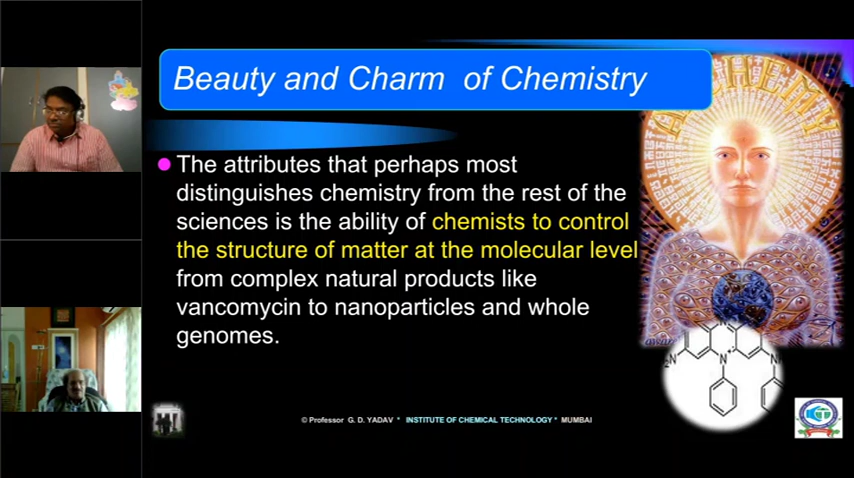 Beauty and Charm of Chemistry
The attributes that perhaps most
distinguishes chemistry from the rest of the
sciences is the ability of chemists to control
the structure of matter at the molecular level
from complex natural products like
vancomycin to nanoparticles and whole
genomes.
N
N
© Professor G. D. YADAV * INSTITUTE OF CHEMICAL TECHNOLOGY * MUMBAI